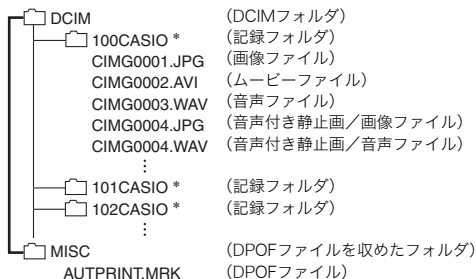 DCIM （DCIMフォルダ）
100CASIO * （記録フォルダ）
CIMG0001.JPG （画像ファイル）
CIMG0002.AVI （ムービーファイル）
CIMG0003.WAV （音声ファイル）
CIMG0004.JPG （音声付き静止画／画像ファイル）
CIMG0004.WAV （音声付き静止画／音声ファイル）
⋮
101CASIO * （記録フォルダ）
102CASIO * （記録フォルダ）
⋮
MISC （DPOFファイルを収めたフォルダ）
AUTPRINT.MRK （DPOFファイル）